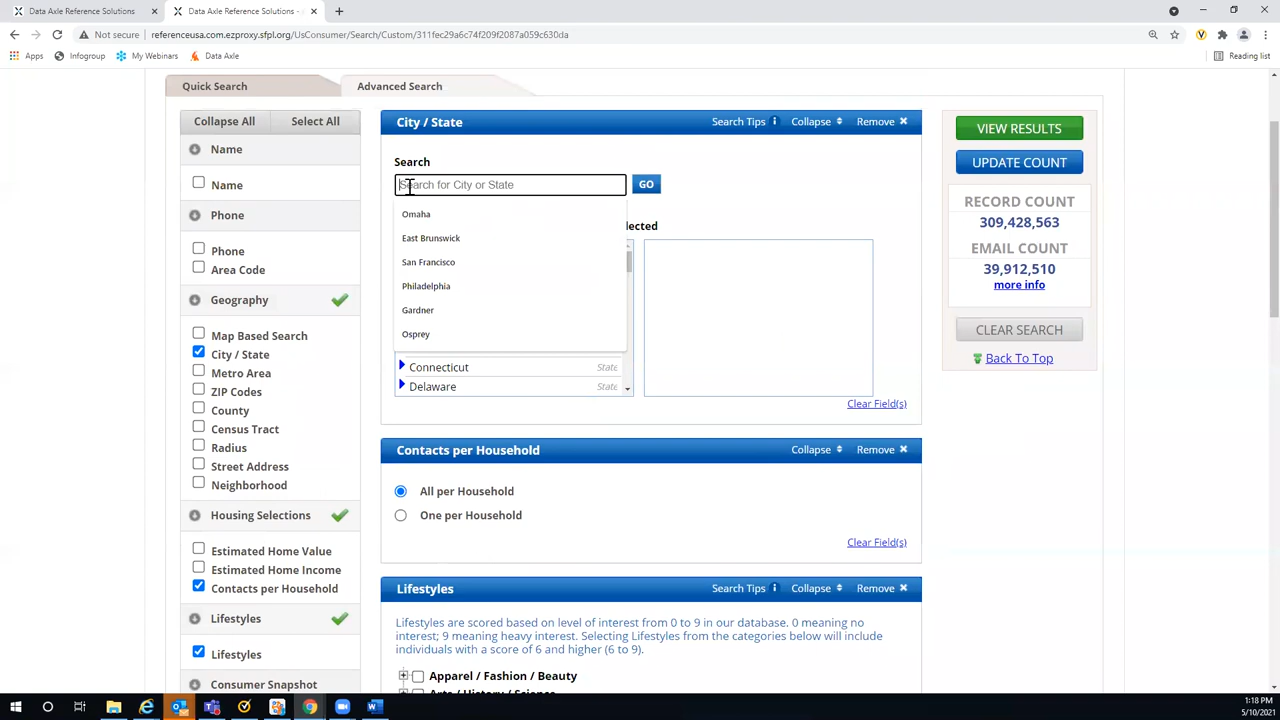 Data Axle Reference Solutions
Data Axle Reference Solutions -
Not secure
referenceusa.com.ezproxy.sfpl.org/UsConsumer/Search/Custom/311fec29a6c74f209f2087a059c630da
Apps
Infogroup
My Webinars
Data Axle
Reading list
Quick Search
Advanced Search
Collapse All
Select All
Name
Name
Phone
Phone
Area Code
Geography
Map Based Search
City / State
Metro Area
ZIP Codes
County
Census Tract
Radius
Street Address
Neighborhood
Housing Selections
Estimated Home Value
Estimated Home Income
Contacts per Household
Lifestyles
Lifestyles
Consumer Snapshot
City / State
Search Tips
Collapse
Remove
Search
Search for City or State
GO
Omaha
East Brunswick
San Francisco
Philadelphia
Gardner
Osprey
lected
Connecticut State
Delaware State
Clear Field(s)
Contacts per Household
Collapse
Remove
All per Household
One per Household
Clear Field(s)
Lifestyles
Search Tips
Collapse
Remove
Lifestyles are scored based on level of interest from 0 to 9 in our database. 0 meaning no
interest; 9 meaning heavy interest. Selecting Lifestyles from the categories below will include
individuals with a score of 6 and higher (6 to 9).
Apparel / Fashion / Beauty
Arts / History / Science
VIEW RESULTS
UPDATE COUNT
RECORD COUNT
309,428,563
EMAIL COUNT
39,912,510
more info
CLEAR SEARCH
Back To Top
1:18 PM
5/10/2021